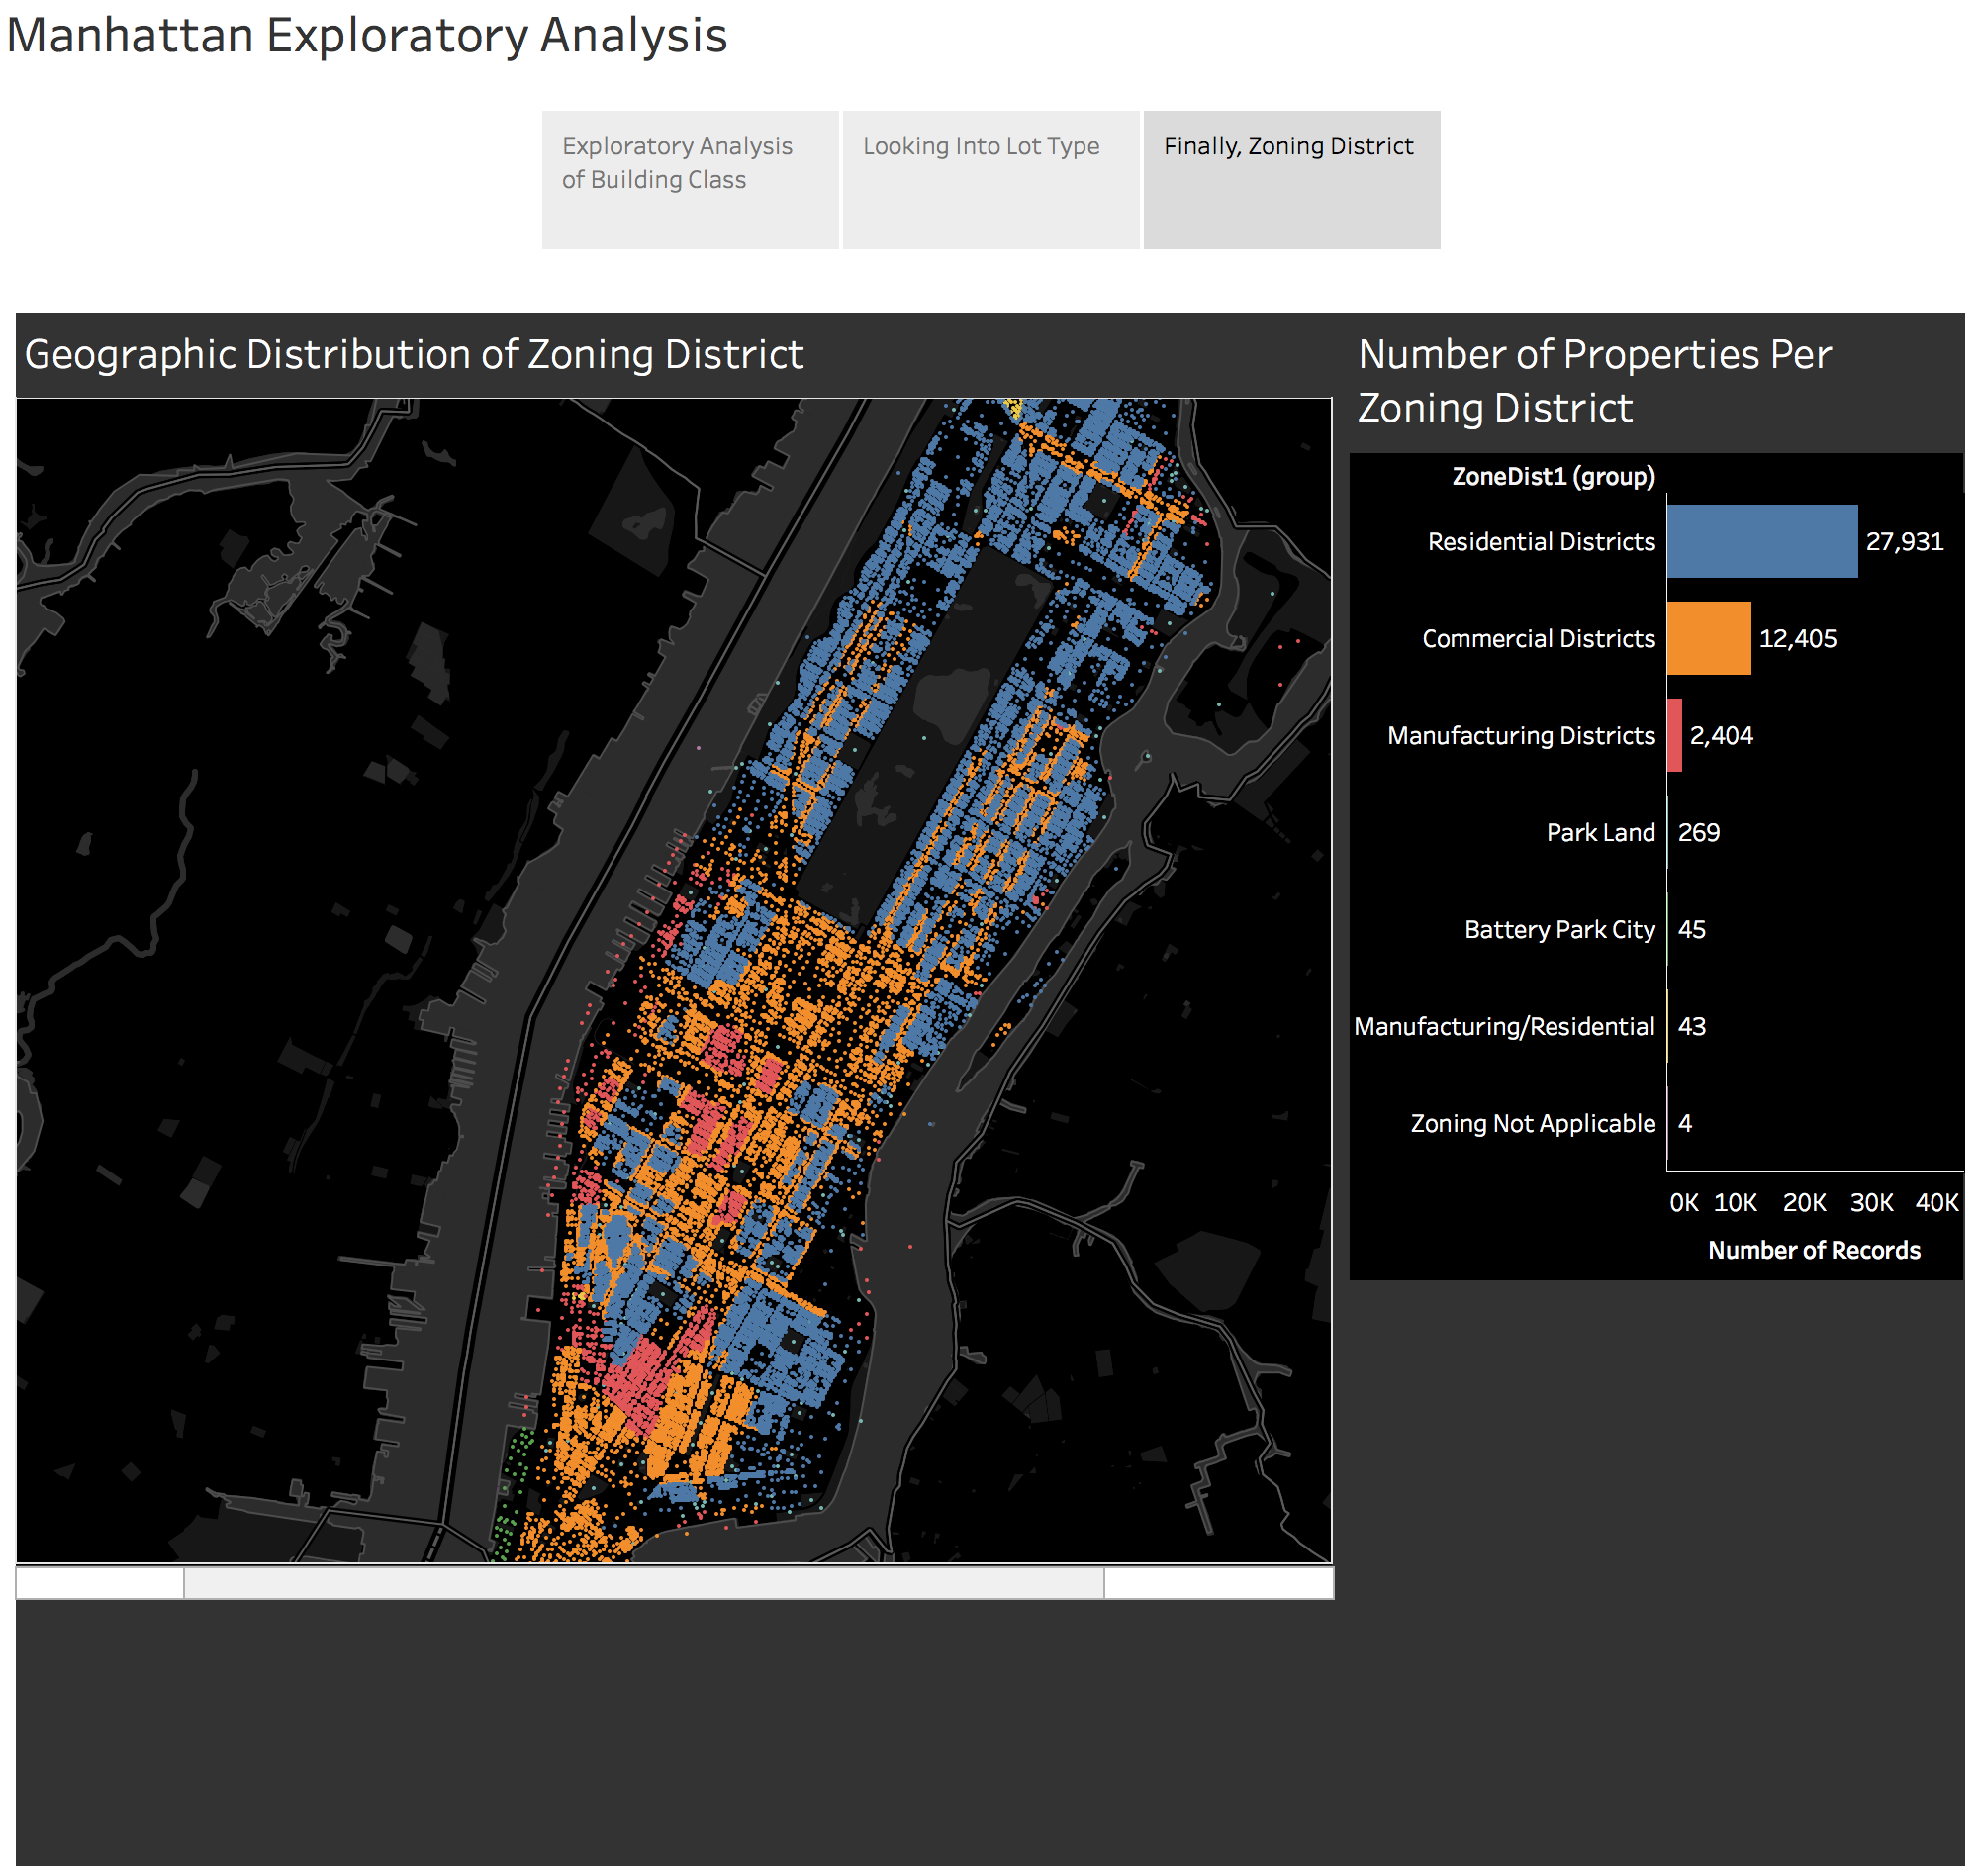 Manhattan Exploratory Analysis
Exploratory Analysis
of Building Class
Looking Into Lot Type
Finally, Zoning District
Geographic Distribution of Zoning District
Number of Properties Per
Zoning District
ZoneDist1 (group)
Residential Districts 27,931
Commercial Districts 12,405
Manufacturing Districts 2,404
Park Land 269
Battery Park City 45
Manufacturing/Residential 43
Zoning Not Applicable 4
0K 10K 20K 30K 40K
Number of Records